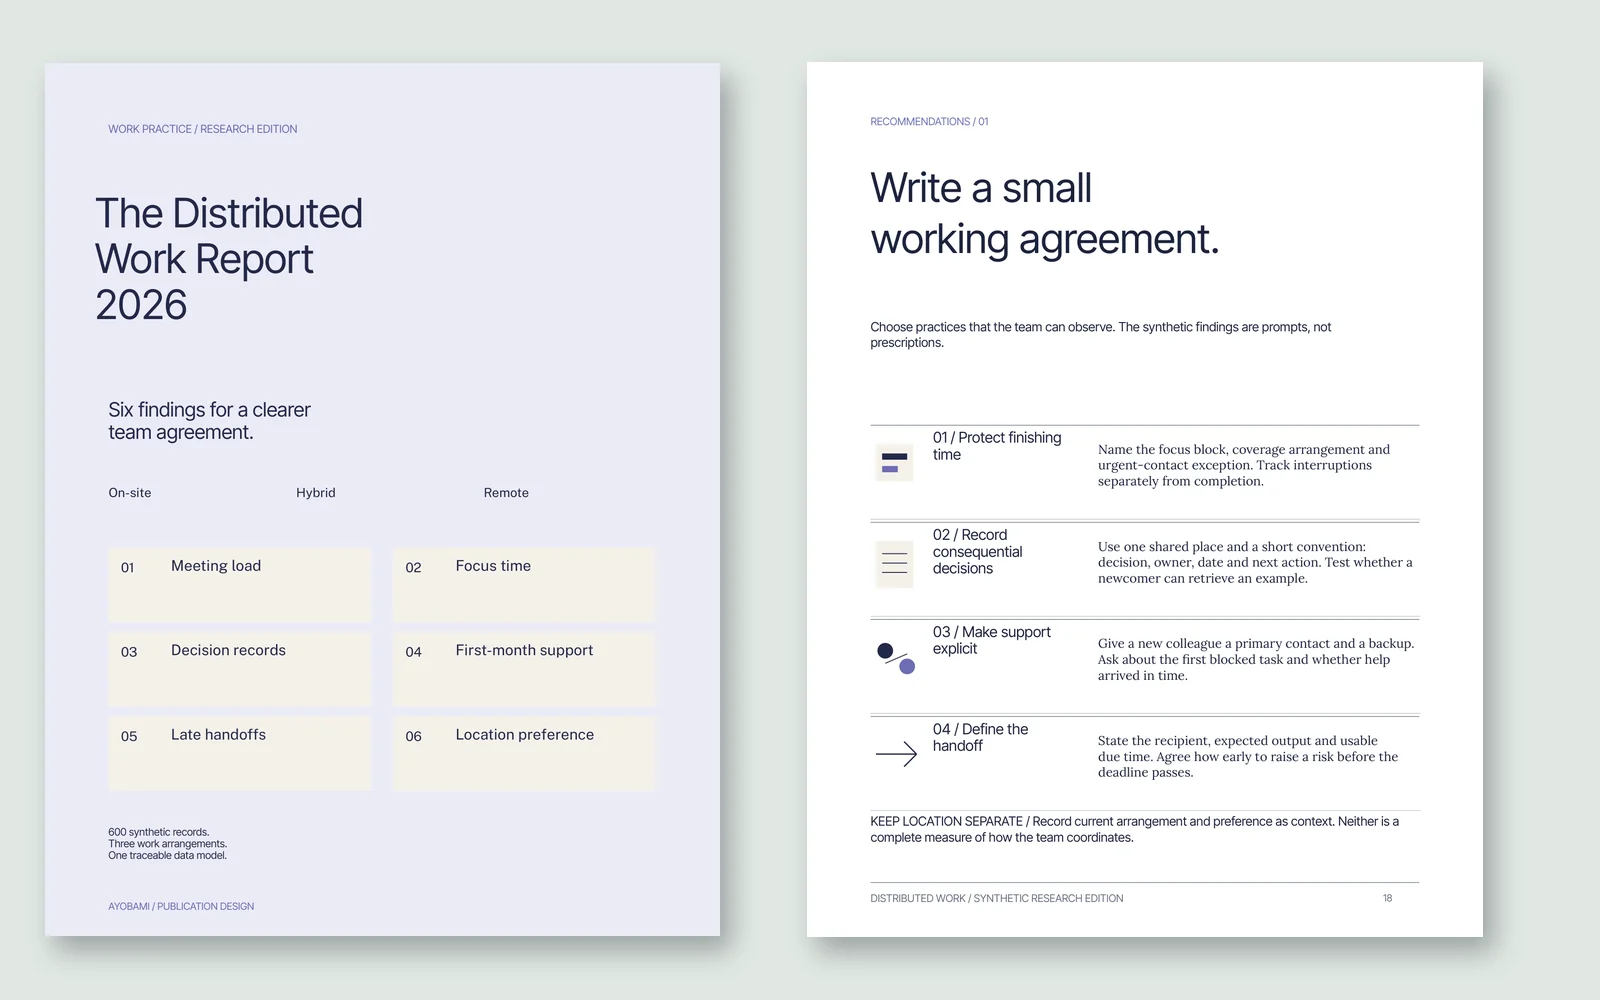 WORK PRACTICE / RESEARCH EDITION
The Distributed
Work Report
2026
Six findings for a clearer
team agreement.
On-site
Hybrid
Remote
01 Meeting load
02 Focus time
03 Decision records
04 First-month support
05 Late handoffs
06 Location preference
600 synthetic records.
Three work arrangements.
One traceable data model.
AYOBAMI / PUBLICATION DESIGN
RECOMMENDATIONS / 01
Write a small
working agreement.
Choose practices that the team can observe. The synthetic findings are prompts, not
prescriptions.
01 / Protect finishing
time
Name the focus block, coverage arrangement and
urgent-contact exception. Track interruptions
separately from completion.
02 / Record
consequential
decisions
Use one shared place and a short convention:
decision, owner, date and next action. Test whether a
newcomer can retrieve an example.
03 / Make support
explicit
Give a new colleague a primary contact and a backup.
Ask about the first blocked task and whether help
arrived in time.
04 / Define the
handoff
State the recipient, expected output and usable
due time. Agree how early to raise a risk before the
deadline passes.
KEEP LOCATION SEPARATE / Record current arrangement and preference as context. Neither is a
complete measure of how the team coordinates.
DISTRIBUTED WORK / SYNTHETIC RESEARCH EDITION
18